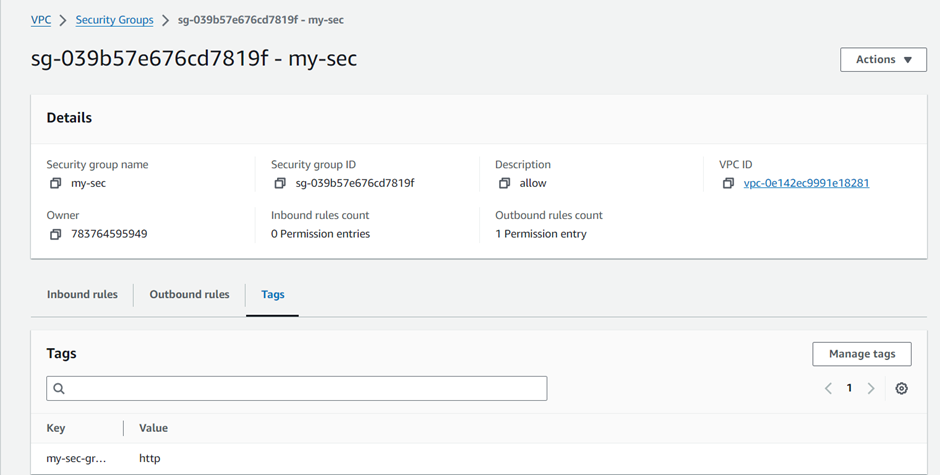 VPC > Security Groups > sg-039b57e676cd7819f - my-sec
sg-039b57e676cd7819f - my-sec
Actions
Details
Security group name Security group ID Description VPC ID
my-sec sg-039b57e676cd7819f allow vpc-0e142ec9991e18281
Owner Inbound rules count Outbound rules count
783764595949 0 Permission entries 1 Permission entry
Inbound rules Outbound rules Tags
Tags Manage tags
1
Key Value
my-sec-gr... http